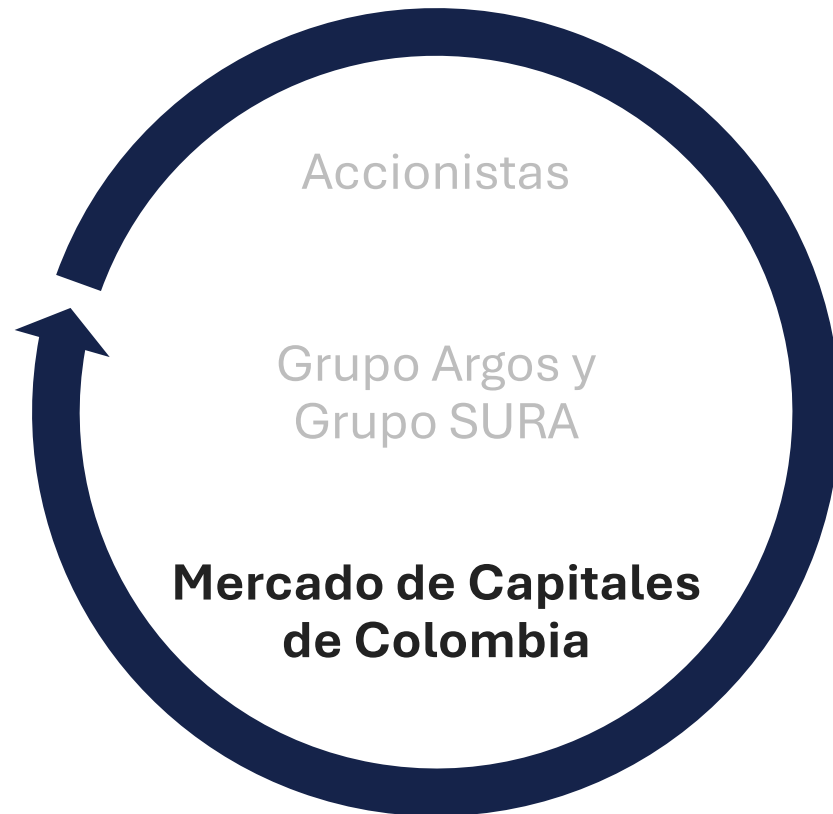 Accionistas
Grupo Argos y
Grupo SURA
Mercado de Capitales
de Colombia